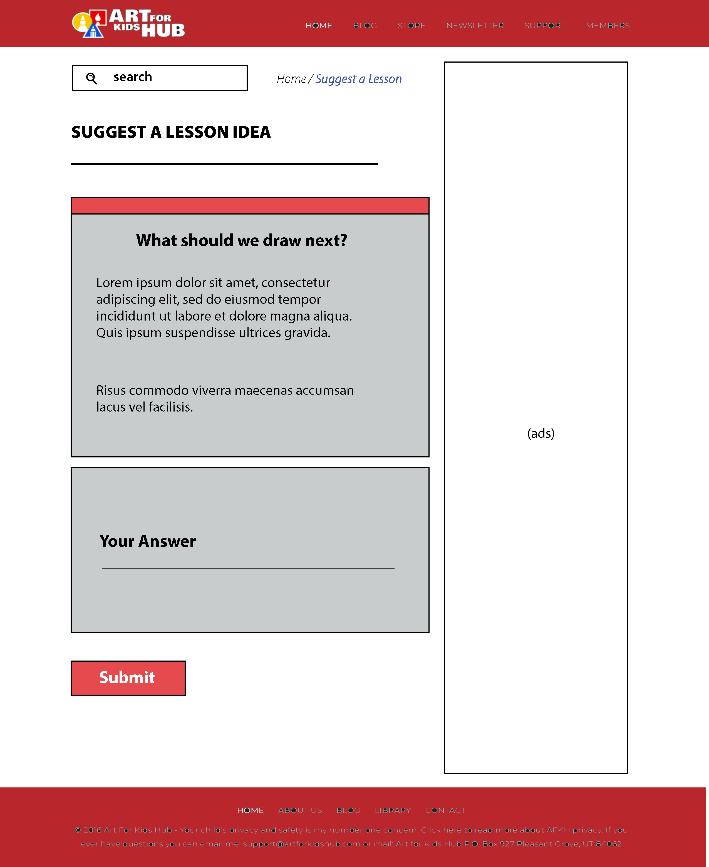 ART FOR
KIDS HUB
HOME BLOG STORE NEWSLETTER SUPPORT MEMBERS
search
Home / Suggest a Lesson
SUGGEST A LESSON IDEA
What should we draw next?
Lorem ipsum dolor sit amet, consectetur
adipiscing elit, sed do eiusmod tempor
incididunt ut labore et dolore magna aliqua.
Quis ipsum suspendisse ultrices gravida.
Risus commodo viverra maecenas accumsan
lacus vel facilisis.
(ads)
Your Answer
Submit
HOME ABOUT US BLOG LIBRARY CONTACT
© 2016 Art For Kids Hub - Your child's privacy and safety is my number one concern. Click here to read more about AFKH privacy. If you
ever have questions you can email me: support@artforkidshub.com or mail: Art for kids Hub P.O. Box 927 Pleasant Grove, UT 84062